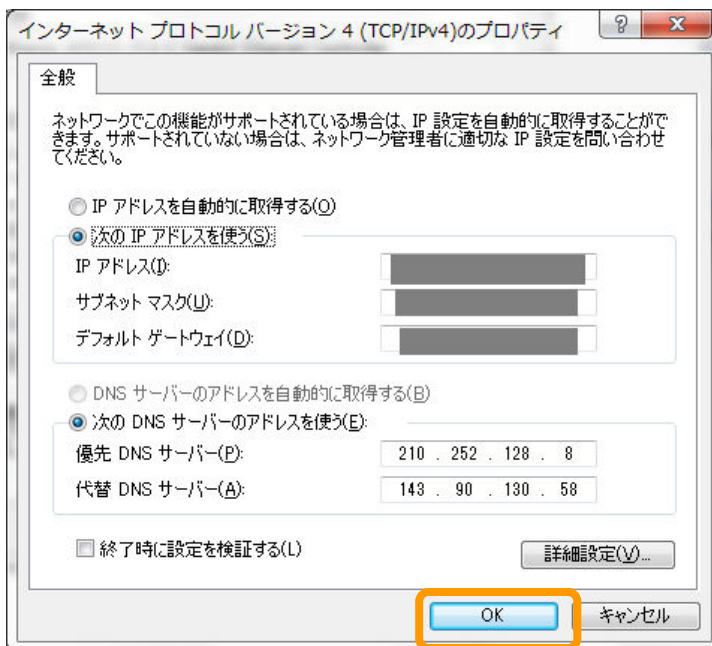 インターネット プロトコル バージョン 4 (TCP/IPv4)のプロパティ
全般
ネットワークでこの機能がサポートされている場合は、IP 設定を自動的に取得することがで
きます。サポートされていない場合は、ネットワーク管理者に適切な IP 設定を問い合わせ
てください。
IP アドレスを自動的に取得する(O)
次の IP アドレスを使う(S):
IP アドレス(I):
サブネット マスク(U):
デフォルト ゲートウェイ(D):
DNS サーバーのアドレスを自動的に取得する(B)
次の DNS サーバーのアドレスを使う(E):
優先 DNS サーバー(P): 210 . 252 . 128 . 8
代替 DNS サーバー(A): 143 . 90 . 130 . 58
終了時に設定を検証する(L) 詳細設定(V)...
OK キャンセル